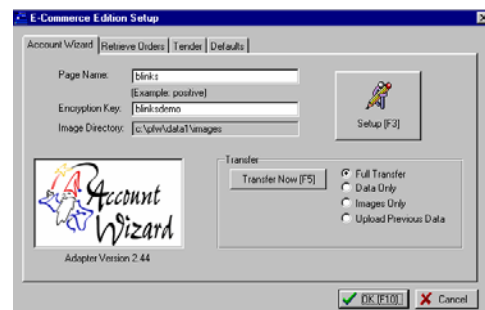 E-Commerce Edition Setup
Account Wizard Retrieve Orders Tender Defaults
Page Name: blinks
(Example: positive)
Encryption Key: blinksdemo
Image Directory: c:\plw\data1\images
Setup [F3]
Transfer
Transfer Now [F5]
Full Transfer
Data Only
Images Only
Upload Previous Data
Account
Wizard
Adapter Version 2.44
OK [F10]
Cancel